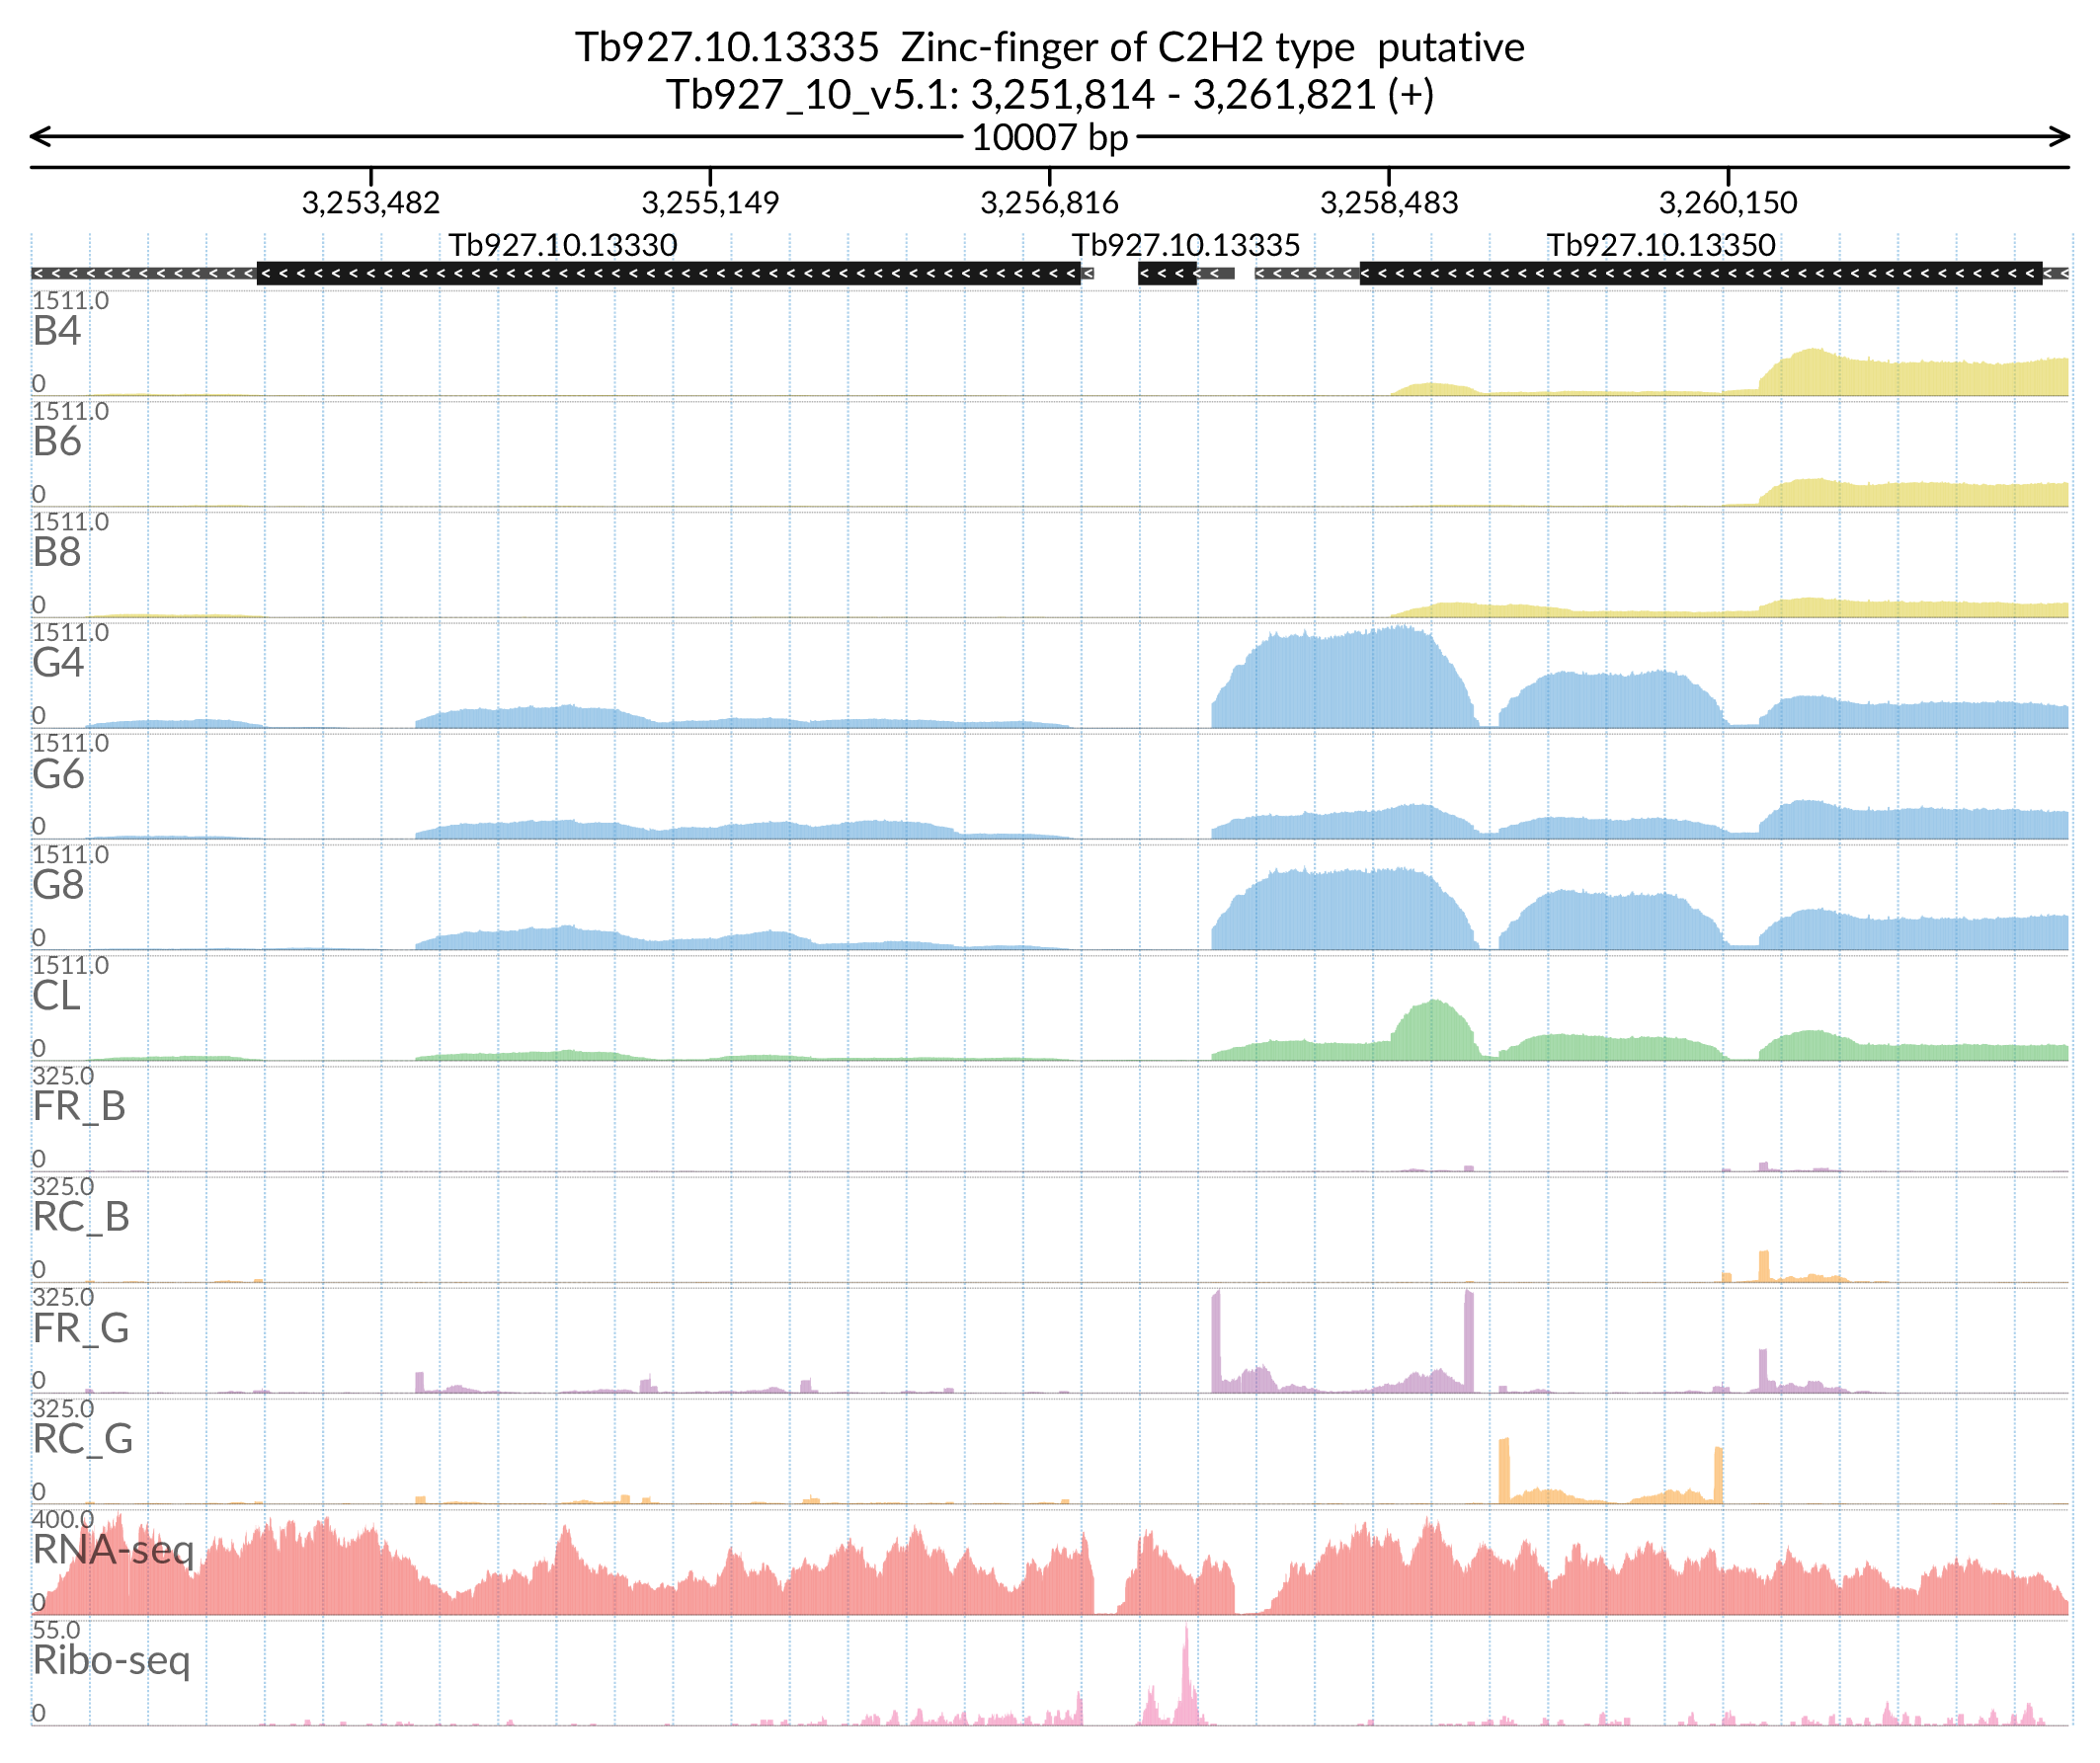 Tb927.10.13335 Zinc-finger of C2H2 type putative
Tb927_10_v5.1: 3,251,814 - 3,261,821 (+)
10007 bp
3,253,482 3,255,149 3,256,816 3,258,483 3,260,150
Tb927.10.13330 Tb927.10.13335 Tb927.10.13350
1511.0
B4
0
1511.0
B6
0
1511.0
B8
0
1511.0
G4
0
1511.0
G6
0
1511.0
G8
0
1511.0
CL
0
325.0
FR_B
0
325.0
RC_B
0
325.0
FR_G
0
325.0
RC_G
0
400.0
RNA-seq
0
55.0
Ribo-seq
0